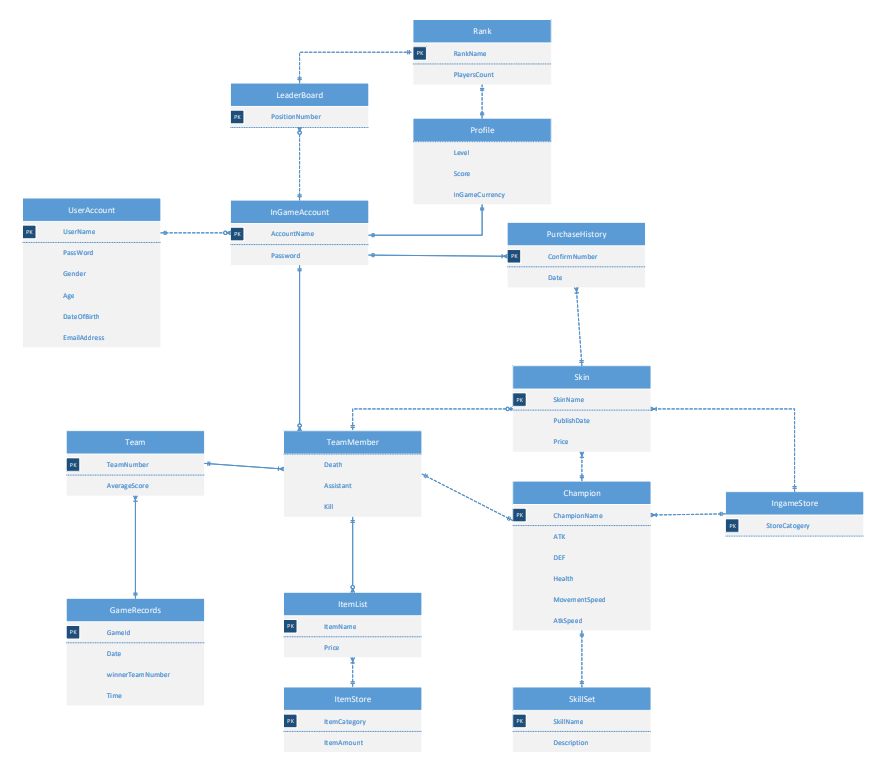 Rank
PK RankName
PlayersCount
LeaderBoard
PK PositionNumber
Profile
Level
Score
InGameCurrency
UserAccount
PK UserName
PassWord
Gender
Age
DateOfBirth
EmailAddress
InGameAccount
PK AccountName
Password
PurchaseHistory
PK ConfirmNumber
Date
Skin
PK SkinName
PublishDate
Price
Team
PK TeamNumber
AverageScore
TeamMember
Death
Assistant
Kill
Champion
PK ChampionName
ATK
DEF
Health
MovementSpeed
AtkSpeed
IngameStore
PK StoreCatogery
GameRecords
PK GameId
Date
winnerTeamNumber
Time
ItemList
PK ItemName
Price
ItemStore
PK ItemCategory
ItemAmount
SkillSet
PK SkillName
Description